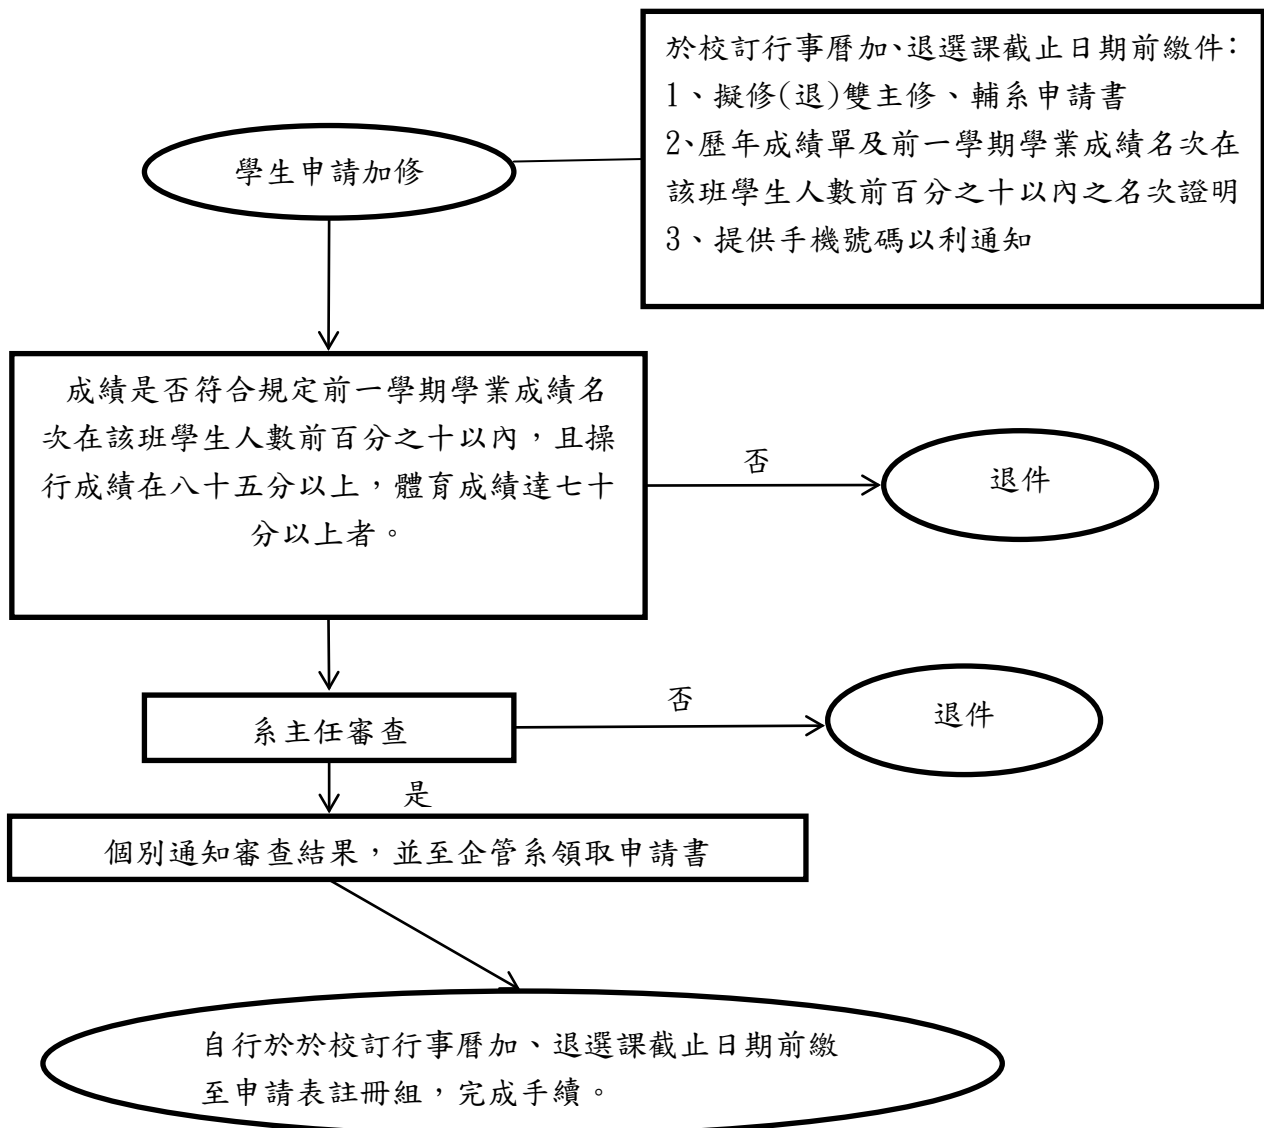 於校訂行事曆加、退選課截止日期前繳件：
1、擬修(退)雙主修、輔系申請書
2、歷年成績單及前一學期學業成績名次在
該班學生人數前百分之十以內之名次證明
3、提供手機號碼以利通知
學生申請加修
成績是否符合規定前一學期學業成績名
次在該班學生人數前百分之十以內，且操
行成績在八十五分以上，體育成績達七十
分以上者。
否
退件
系主任審查
否
退件
是
個別通知審查結果，並至企管系領取申請書
自行於於校訂行事曆加、退選課截止日期前繳
至申請表註冊組，完成手續。